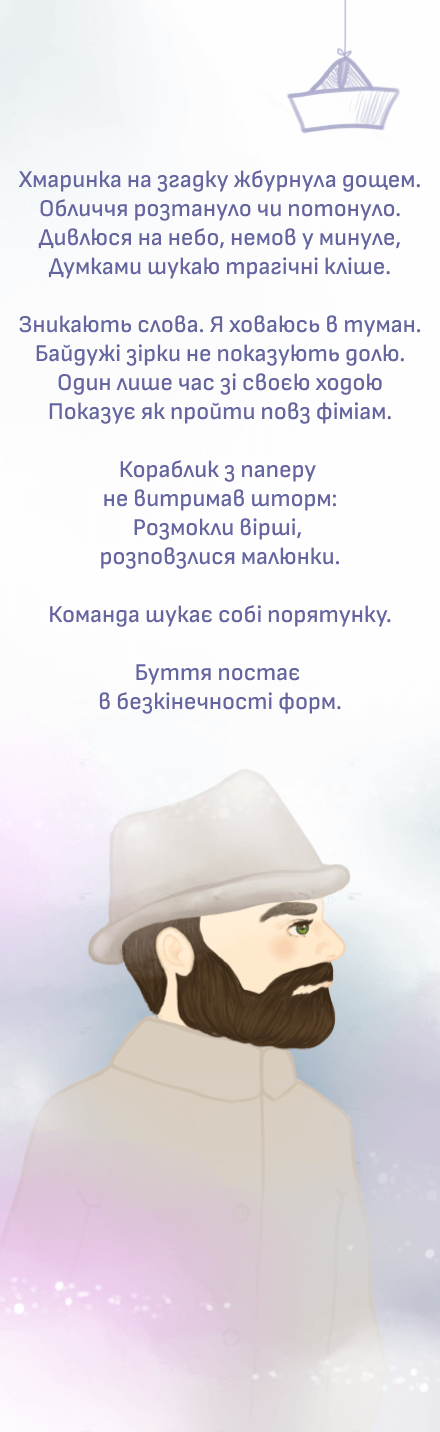 Хмаринка на згадку жбурнула дощем.
Обличчя розтануло чи потонуло.
Дивлюся на небо, немов у минуле,
Думками шукаю трагічні кліше.
Зникають слова. Я ховаюсь в туман.
Байдужі зірки не показують долю.
Один лише час зі своєю ходою
Показує як пройти повз фіміам.
Кораблик з паперу
не витримав шторм:
Розмокли вірші,
розповзлися малюнки.
Команда шукає собі порятунку.
Буття постає
в безкінечності форм.